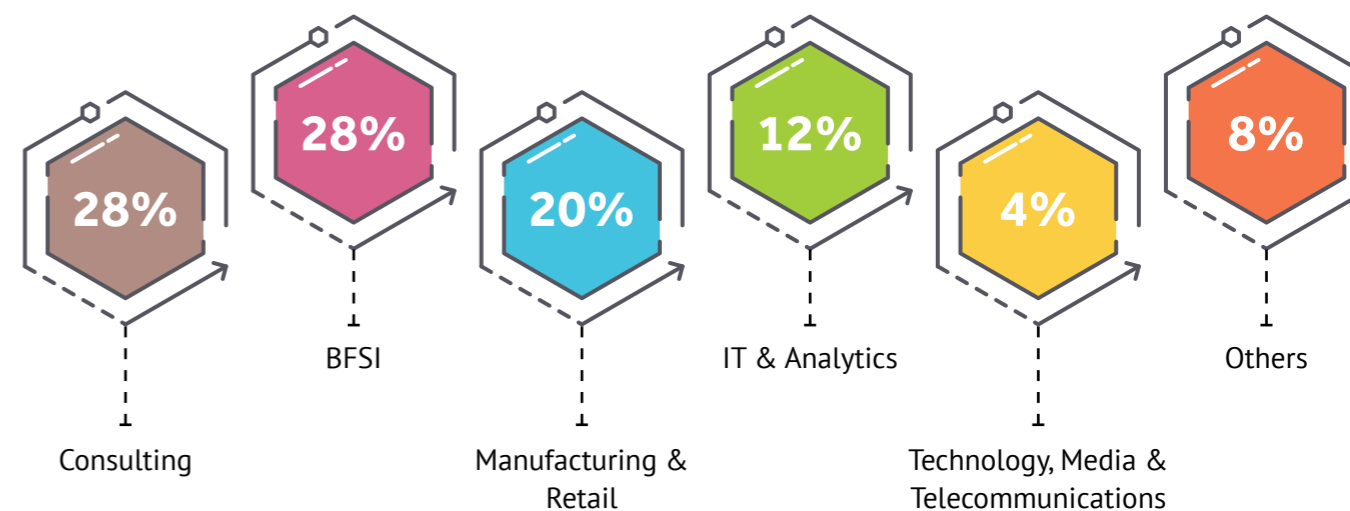 28%
Consulting
28%
BFSI
20%
Manufacturing &
Retail
12%
IT & Analytics
4%
Technology, Media &
Telecommunications
8%
Others